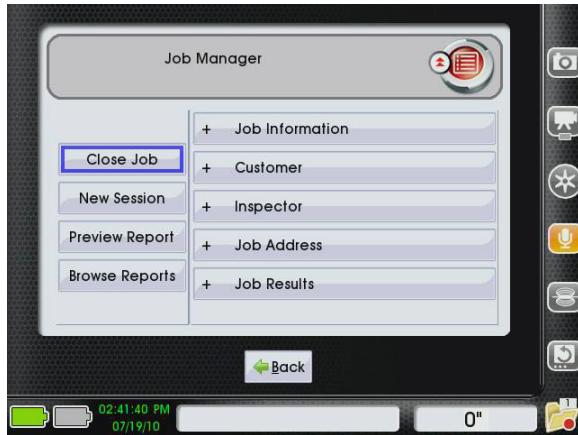 Job Manager
Close Job
New Session
Preview Report
Browse Reports
+ Job Information
+ Customer
+ Inspector
+ Job Address
+ Job Results
Back
02:41:40 PM
07/19/10
0"
1